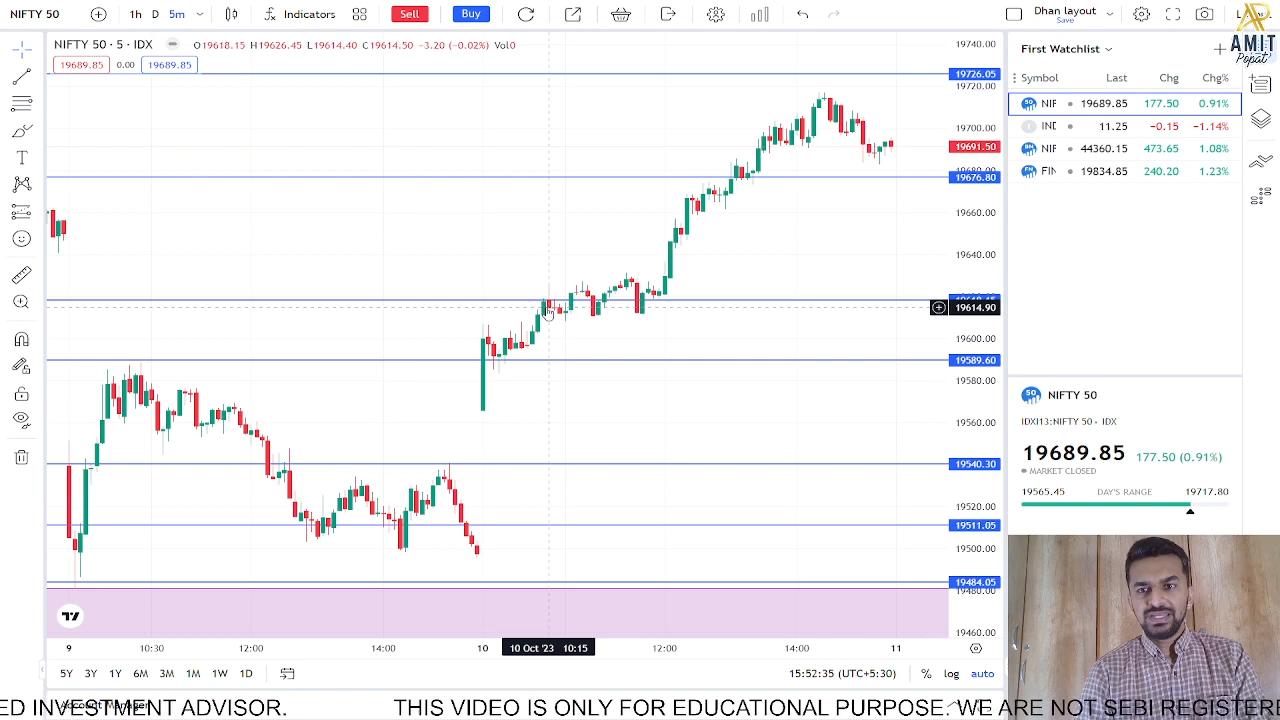 NIFTY 50
1h D 5m
Indicators
Sell
Buy
Dhan layout
Save
AMIT
Popat
NIFTY 50 · 5 · IDX
O19618.15 H19626.45 L19614.40 C19614.50 −3.20 (−0.02%) Vol0
19689.85 0.00 19689.85
19740.00
19726.05
19720.00
19700.00
19691.50
19676.80
19660.00
19640.00
19614.90
19600.00
19589.60
19580.00
19560.00
19540.30
19520.00
19511.05
19500.00
19484.05
19480.00
19460.00
9 10:30 12:00 14:00 10 10 Oct '23 10:15 12:00 14:00 11
5Y 3Y 1Y 6M 3M 1M 1W 1D
15:52:35 (UTC+5:30) % log auto
First Watchlist
Symbol Last Chg Chg%
50 NIF 19689.85 177.50 0.91%
I IND 11.25 −0.15 −1.14%
BN NIF 44360.15 473.65 1.08%
FN FIN 19834.85 240.20 1.23%
50 NIFTY 50
IDXI13:NIFTY 50 · IDX
19689.85 177.50 (0.91%)
MARKET CLOSED
19565.45 DAY'S RANGE 19717.80
ED INVESTMENT ADVISOR. THIS VIDEO IS ONLY FOR EDUCATIONAL PURPOSE. WE ARE NOT SEBI REGISTERE